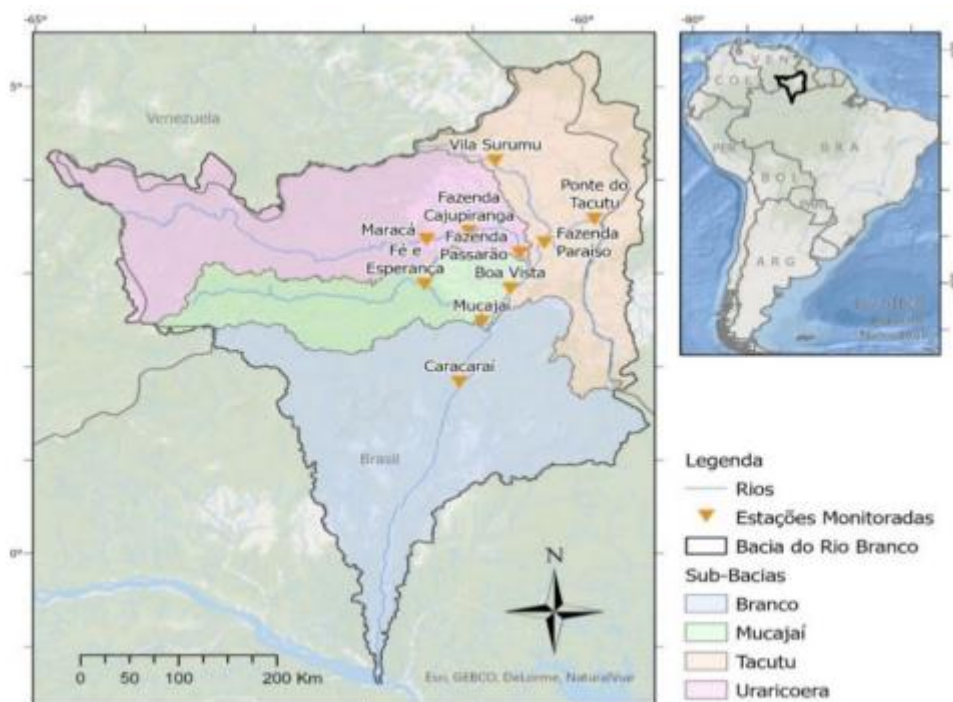 -65°
-60°
5°
0°
Venezuela
Vila Surumu
Fazenda
Cajupiranga
Ponte do
Tacutu
Maracá
Fazenda
Passarão
Fazenda
Paraíso
Fé e
Esperança
Boa Vista
Mucajaí
Caracaraí
Brasil
N
0 50 100 150 200 Km
Esri, GEBCO, DeLorme, NaturalVue
-80°
VEN
COL
BRA
BOL
ARG
Legenda
Rios
Estações Monitoradas
Bacia do Rio Branco
Sub-Bacias
Branco
Mucajaí
Tacutu
Uraricoera